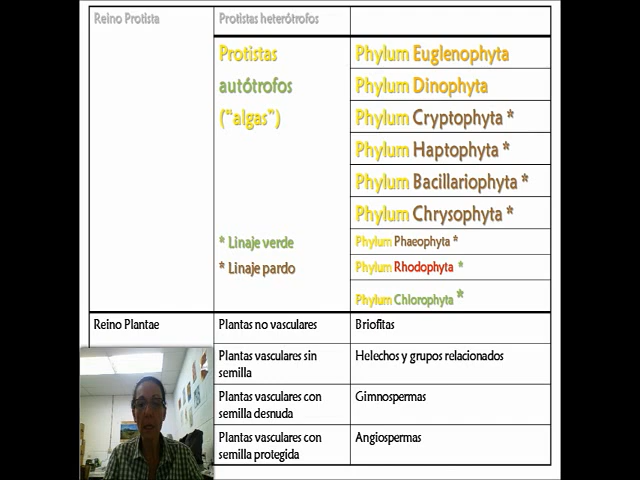 Reino Protista
Protistas heterótrofos
Protistas
autótrofos
("algas")
* Linaje verde
* Linaje pardo
Phylum Euglenophyta
Phylum Dinophyta
Phylum Cryptophyta *
Phylum Haptophyta *
Phylum Bacillariophyta *
Phylum Chrysophyta *
Phylum Phaeophyta *
Phylum Rhodophyta *
Phylum Chlorophyta *
Reino Plantae
Plantas no vasculares
Briofitas
Plantas vasculares sin
semilla
Helechos y grupos relacionados
Plantas vasculares con
semilla desnuda
Gimnospermas
Plantas vasculares con
semilla protegida
Angiospermas